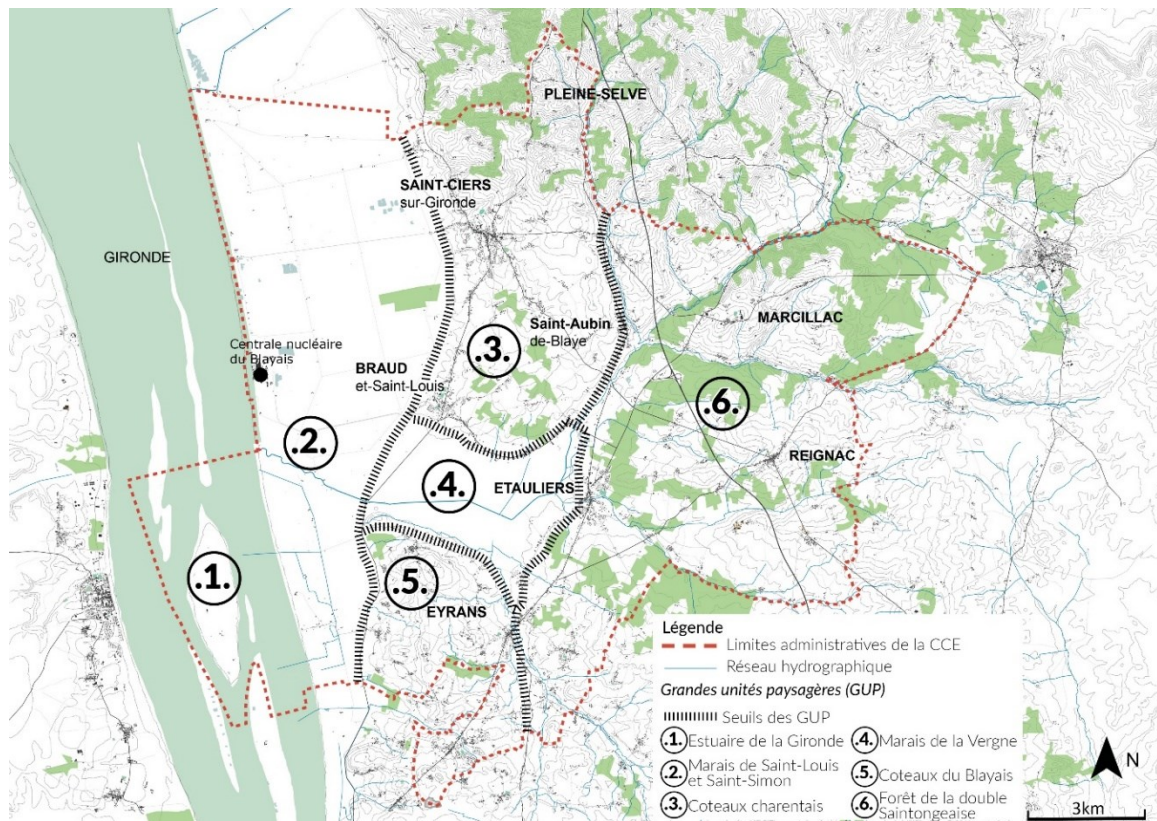 PLEINE-SELVE
SAINT-CIERS
sur-Gironde
GIRONDE
MARCILLAC
Saint-Aubin
de-Blaye
.3.
Centrale nucléaire
du Blayais
BRAUD
et-Saint-Louis
.6.
.2.
REIGNAC
.4.
ETAULIERS
.1.
.5.
EYRANS
Légende
Limites administratives de la CCE
Réseau hydrographique
Grandes unités paysagères (GUP)
Seuils des GUP
.1. Estuaire de la Gironde
.2. Marais de Saint-Louis
et Saint-Simon
.3. Coteaux charentais
.4. Marais de la Vergne
.5. Coteaux du Blayais
.6. Forêt de la double
Saintongeaise
N
3km